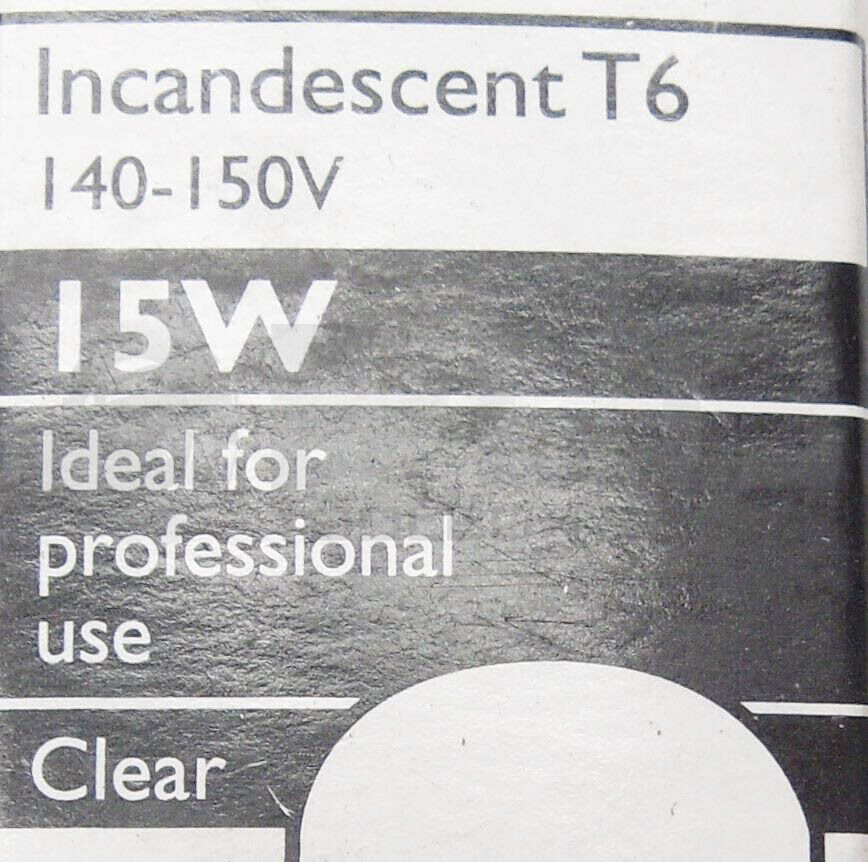 Incandescent T6
140-150V
15W
Ideal for
professional
use
Clear